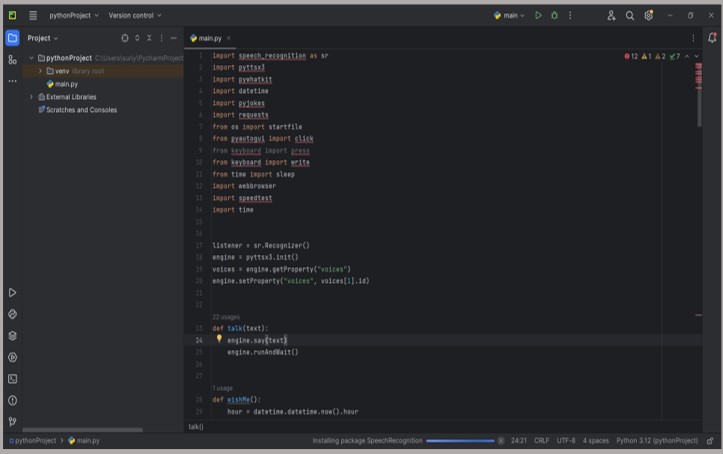 pythonProject Version control main
Project
main.py
pythonProject C:\Users\
venv library root
main.py
External Libraries
Scratches and Consoles
12 1 2 7
1 import speech_recognition as sr
2 import pyttsx3
3 import pywhatkit
4 import datetime
5 import pyjokes
6 import requests
7 from os import startfile
8 from pyautogui import click
9 from keyboard import press
10 from keyboard import write
11 from time import sleep
12 import webbrowser
13 import speedtest
14 import time
15
16
17 listener = sr.Recognizer()
18 engine = pyttsx3.init()
19 voices = engine.getProperty("voices")
20 engine.setProperty("voices", voices[1].id)
21
22
22 usages
23 def talk(text):
24 engine.say(text)
25 engine.runAndWait()
26
27
1 usage
28 def wishMe():
29 hour = datetime.datetime.now().hour
talk()
pythonProject > main.py Installing package SpeechRecognition 24:21 CRLF UTF-8 4 spaces Python 3.12 (pythonProject)